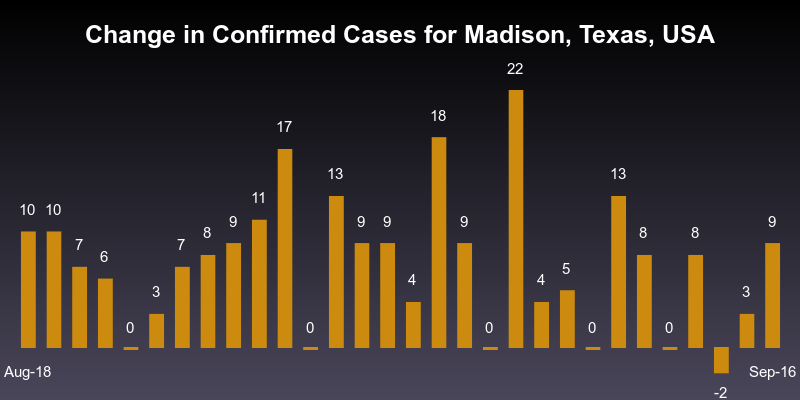 Change in Confirmed Cases for Madison, Texas, USA
10 10 7 6 0 3 7 8 9 11 17 0 13 9 9 4 18 9 0 22 4 5 0 13 8 0 8 -2 3 9
Aug-18 Sep-16